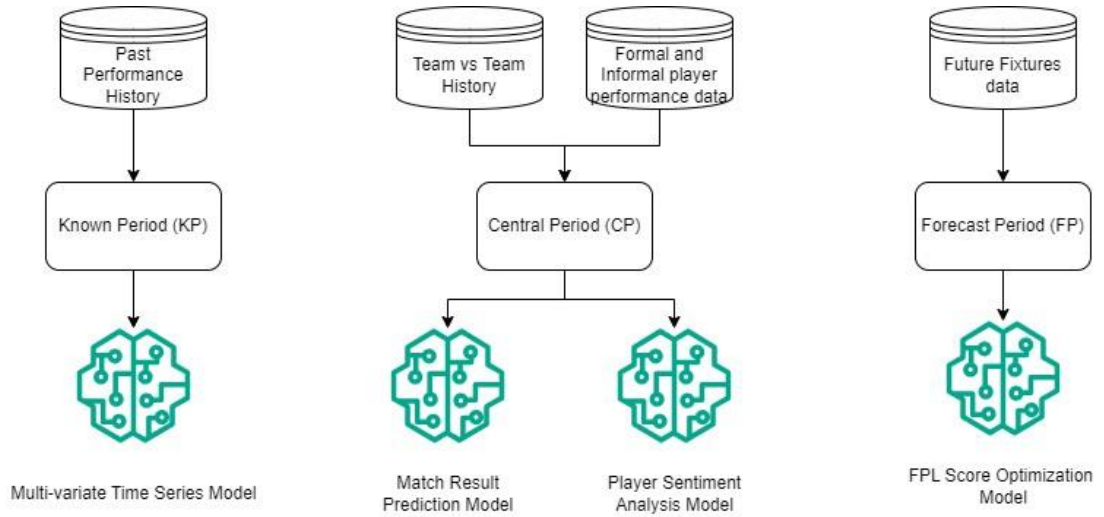 Past
Performance
History
Team vs Team
History
Formal and
Informal player
performance data
Future Fixtures
data
Known Period (KP)
Central Period (CP)
Forecast Period (FP)
Multi-variate Time Series Model
Match Result
Prediction Model
Player Sentiment
Analysis Model
FPL Score Optimization
Model